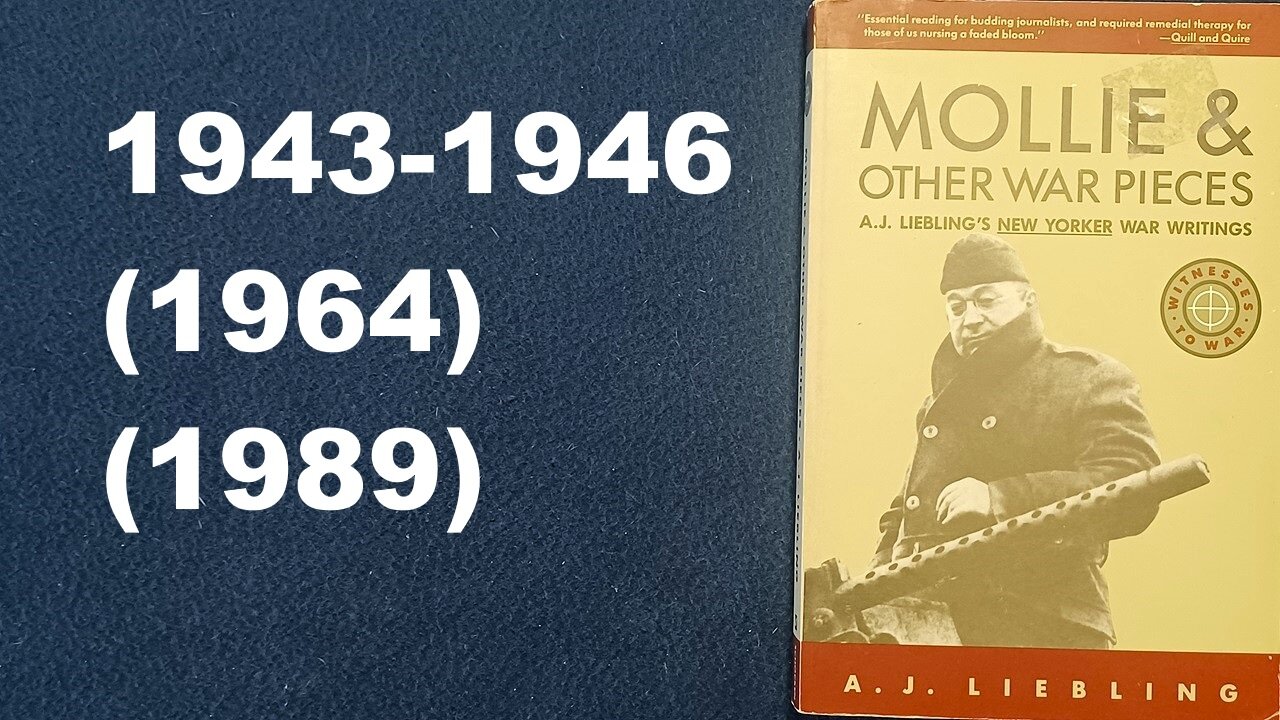 1943-1946
(1964)
(1989)
"Essential reading for budding journalists, and required remedial therapy for
those of us nursing a faded bloom."
—Quill and Quire
MOLLIE &
OTHER WAR PIECES
A.J. LIEBLING'S NEW YORKER WAR WRITINGS
WITNESSES
TO WAR
A. J. LIEBLING